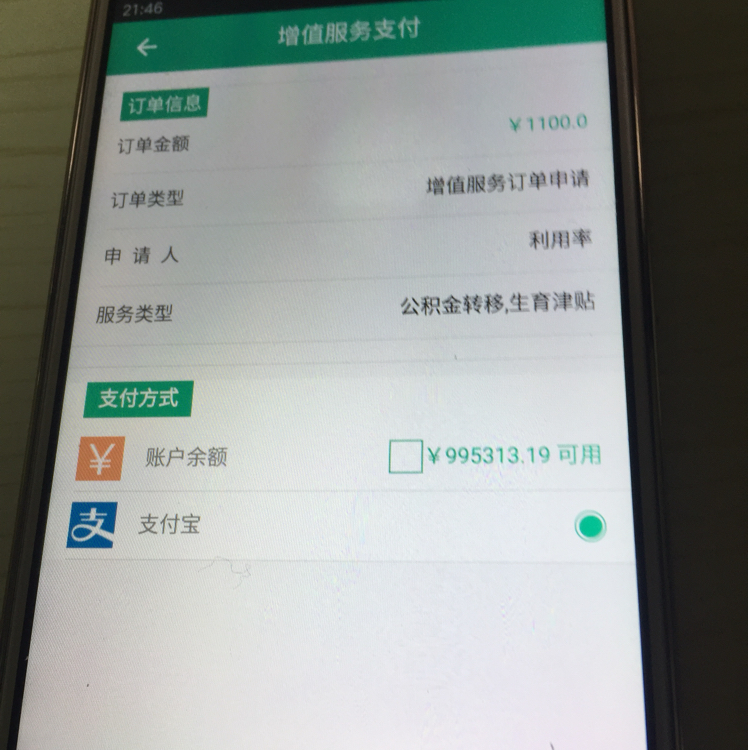 21:46
增值服务支付
订单信息
订单金额 ￥1100.0
订单类型 增值服务订单申请
申 请 人 利用率
服务类型 公积金转移,生育津贴
支付方式
￥ 账户余额 ￥995313.19 可用
支 支付宝